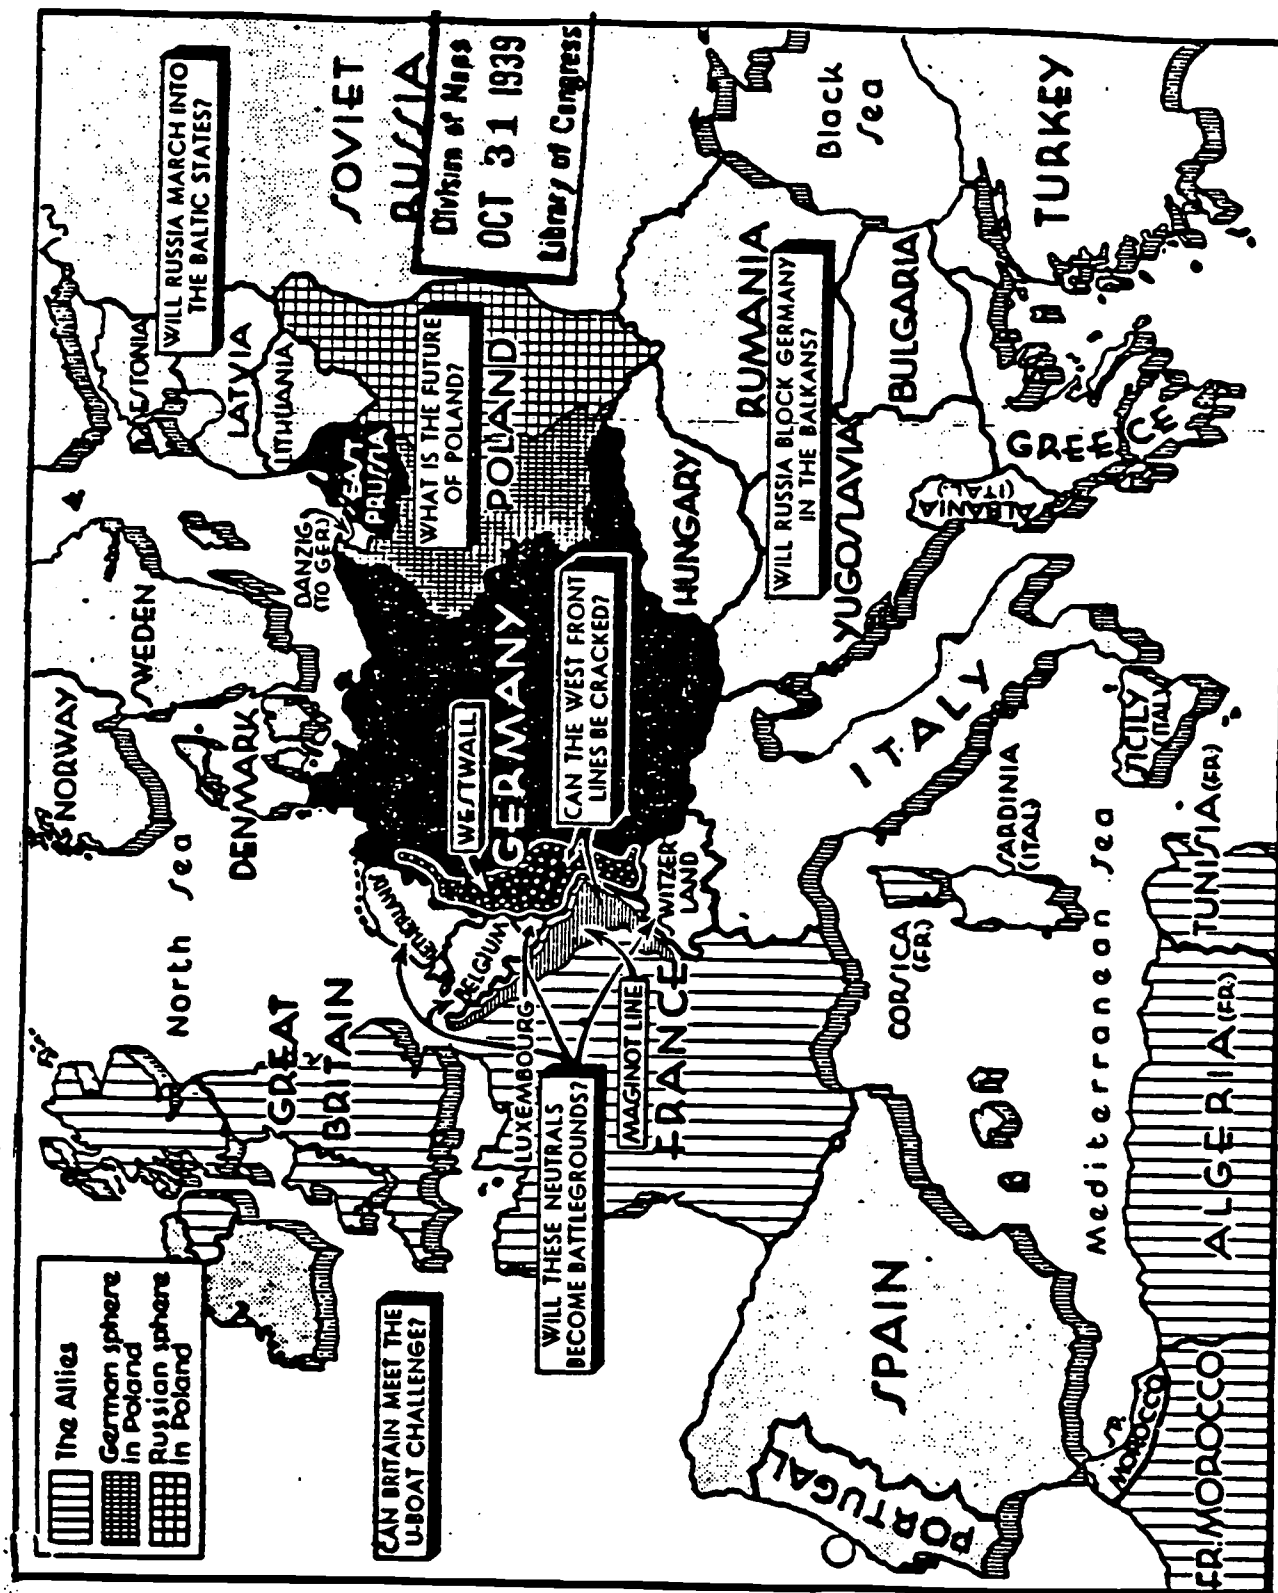 The Allies
German sphere
in Poland
Russian sphere
in Poland
CAN BRITAIN MEET THE
U-BOAT CHALLENGE?
WILL THESE NEUTRALS
BECOME BATTLEGROUNDS?
GREAT
BRITAIN
North Sea
NORWAY
SWEDEN
DENMARK
DANZIG
(TO GER.)
EAST
PRUSSIA
ESTONIA
LATVIA
LITHUANIA
WILL RUSSIA MARCH INTO
THE BALTIC STATES?
SOVIET
RUSSIA
Division of Maps
OCT 31 1939
Library of Congress
WHAT IS THE FUTURE
OF POLAND?
POLAND
NETHERLANDS
BELGIUM
LUXEMBOURG
WESTWALL
GERMANY
CAN THE WEST FRONT
LINES BE CRACKED?
MAGINOT LINE
FRANCE
SWITZER
LAND
HUNGARY
RUMANIA
WILL RUSSIA BLOCK GERMANY
IN THE BALKANS?
YUGOSLAVIA
BULGARIA
Black
Sea
TURKEY
GREECE
ALBANIA
(ITAL.)
ITALY
SICILY
(ITAL.)
SARDINIA
(ITAL.)
CORSICA
(FR.)
Mediterranean Sea
SPAIN
PORTUGAL
SP.
MOROCCO
FR. MOROCCO
ALGERIA (FR.)
TUNISIA (FR.)